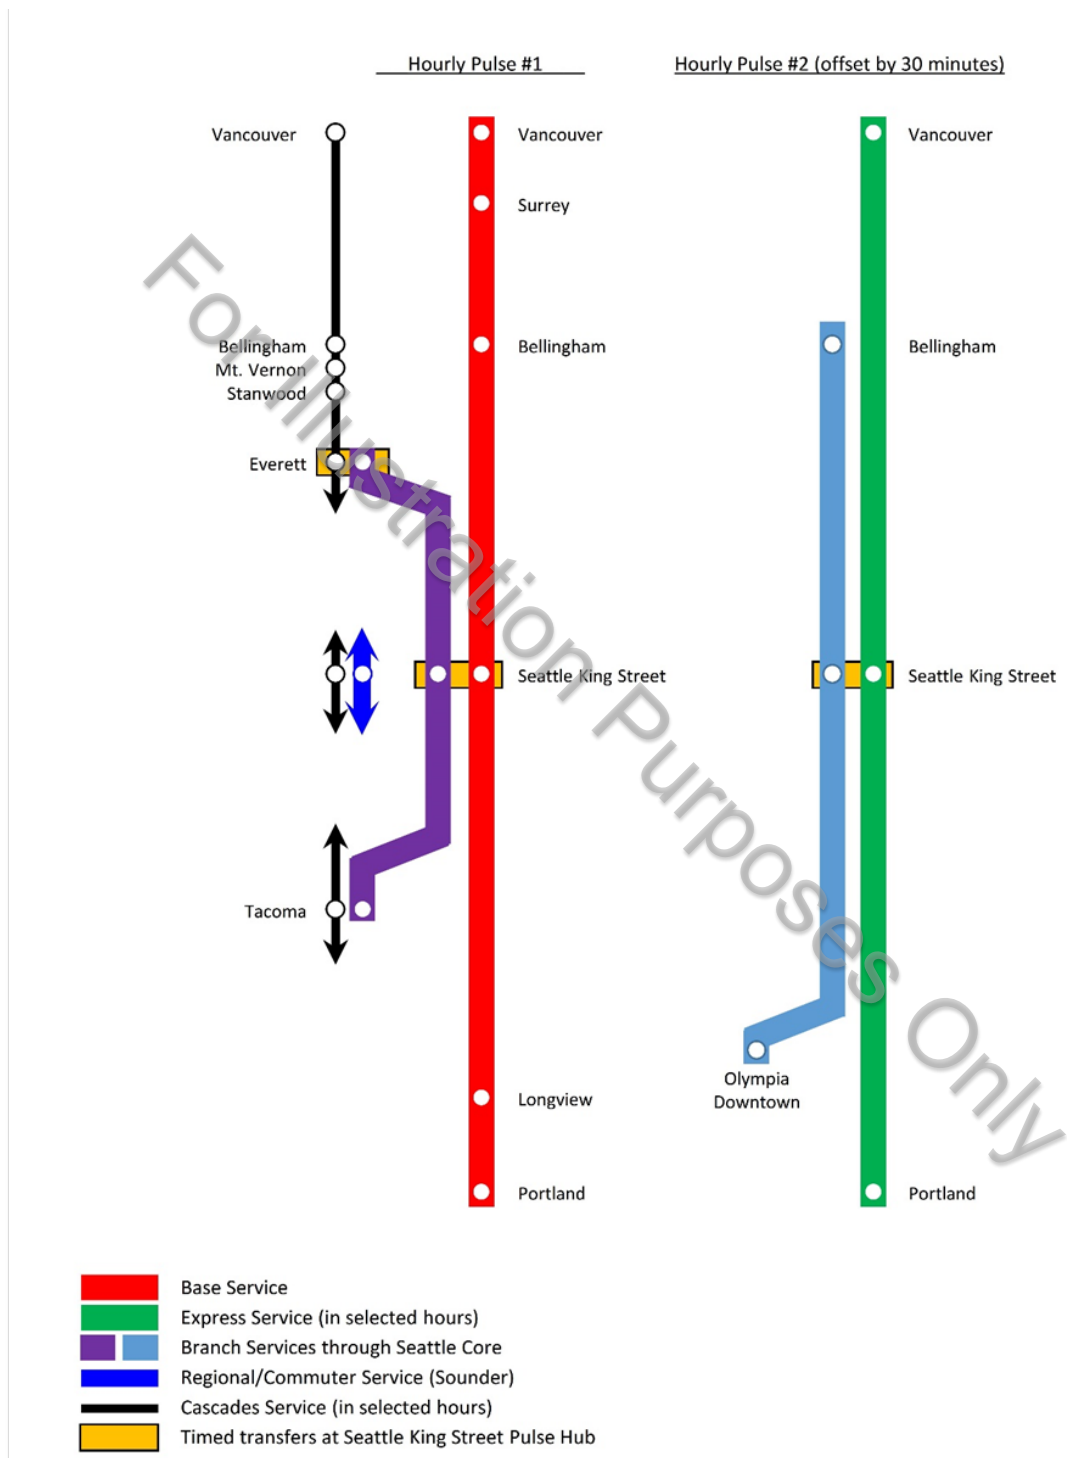 Hourly Pulse #1
Hourly Pulse #2 (offset by 30 minutes)
Vancouver
Vancouver
Vancouver
Surrey
Bellingham
Bellingham
Bellingham
Mt. Vernon
Stanwood
Everett
Seattle King Street
Seattle King Street
Tacoma
Olympia
Downtown
Longview
Portland
Portland
For Illustration Purposes Only
Base Service
Express Service (in selected hours)
Branch Services through Seattle Core
Regional/Commuter Service (Sounder)
Cascades Service (in selected hours)
Timed transfers at Seattle King Street Pulse Hub